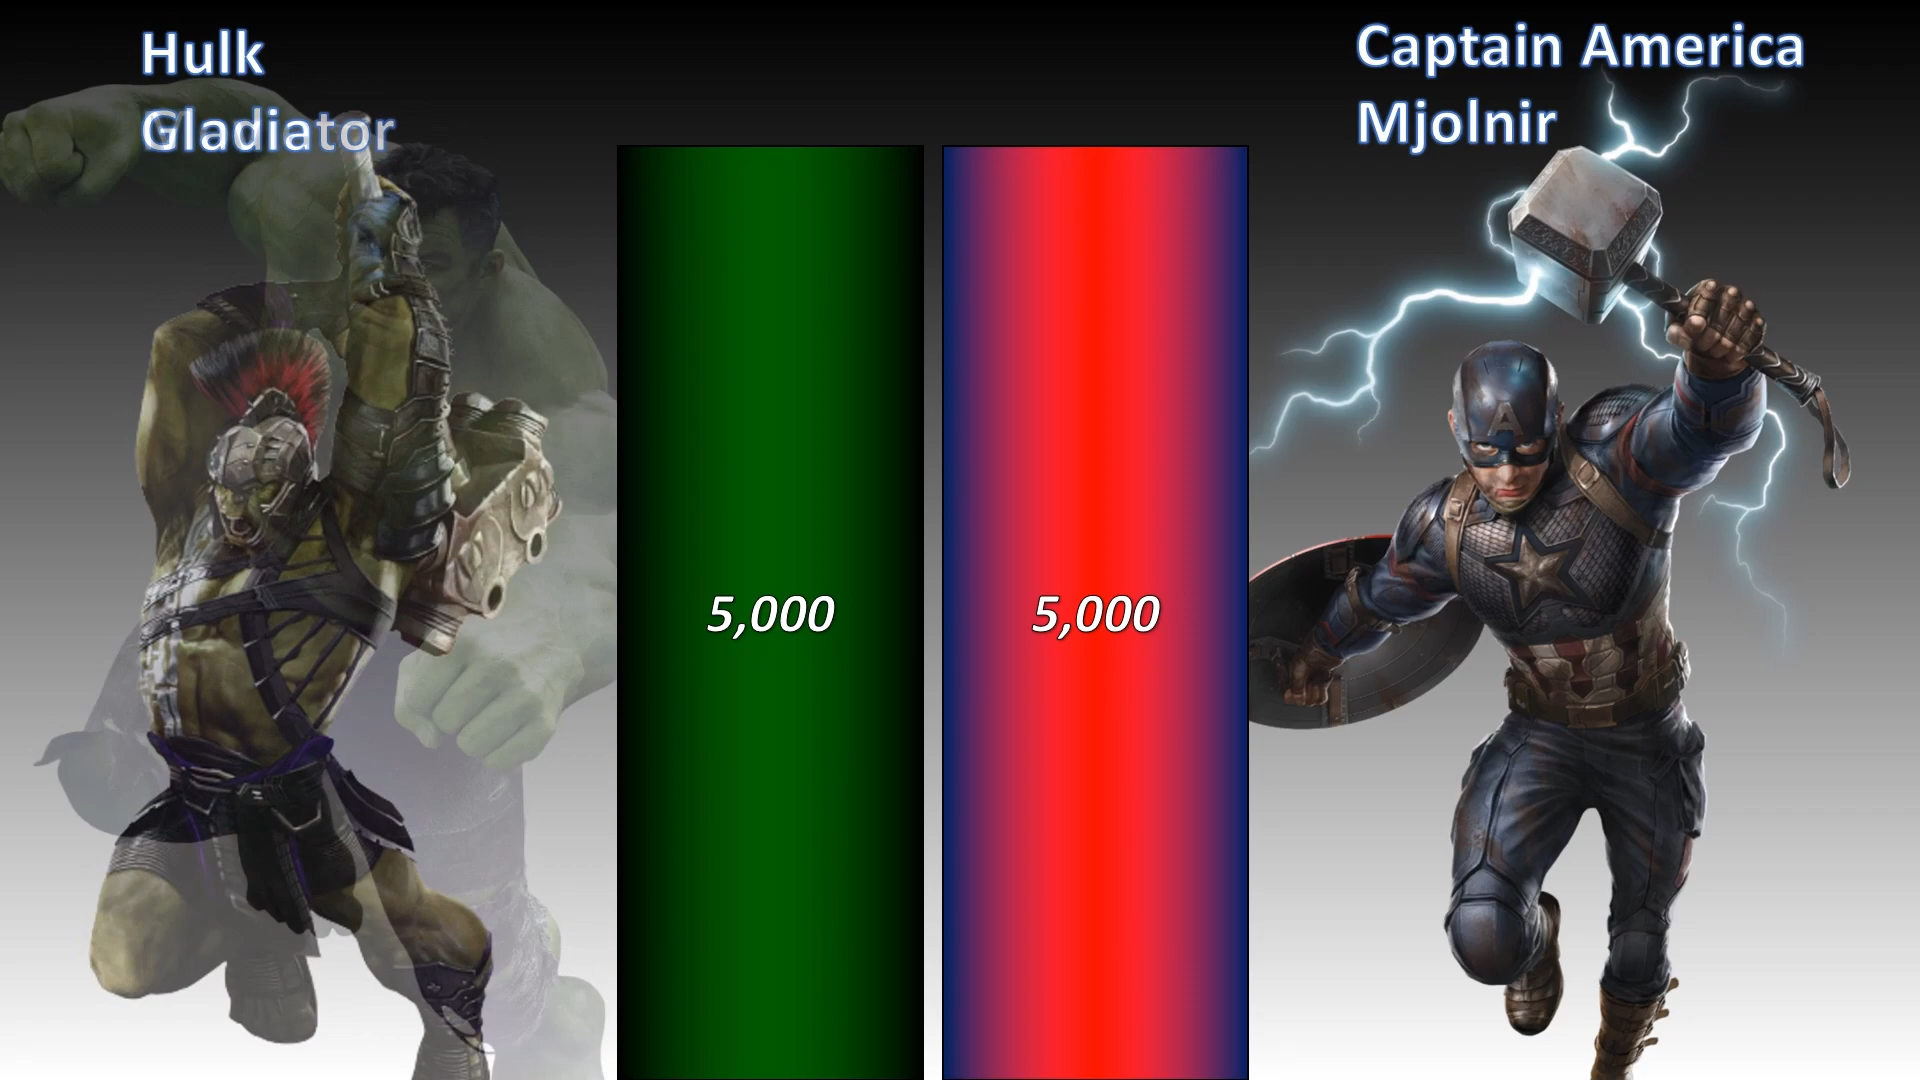 Hulk
Gladiator
Captain America
Mjolnir
5,000
5,000
A